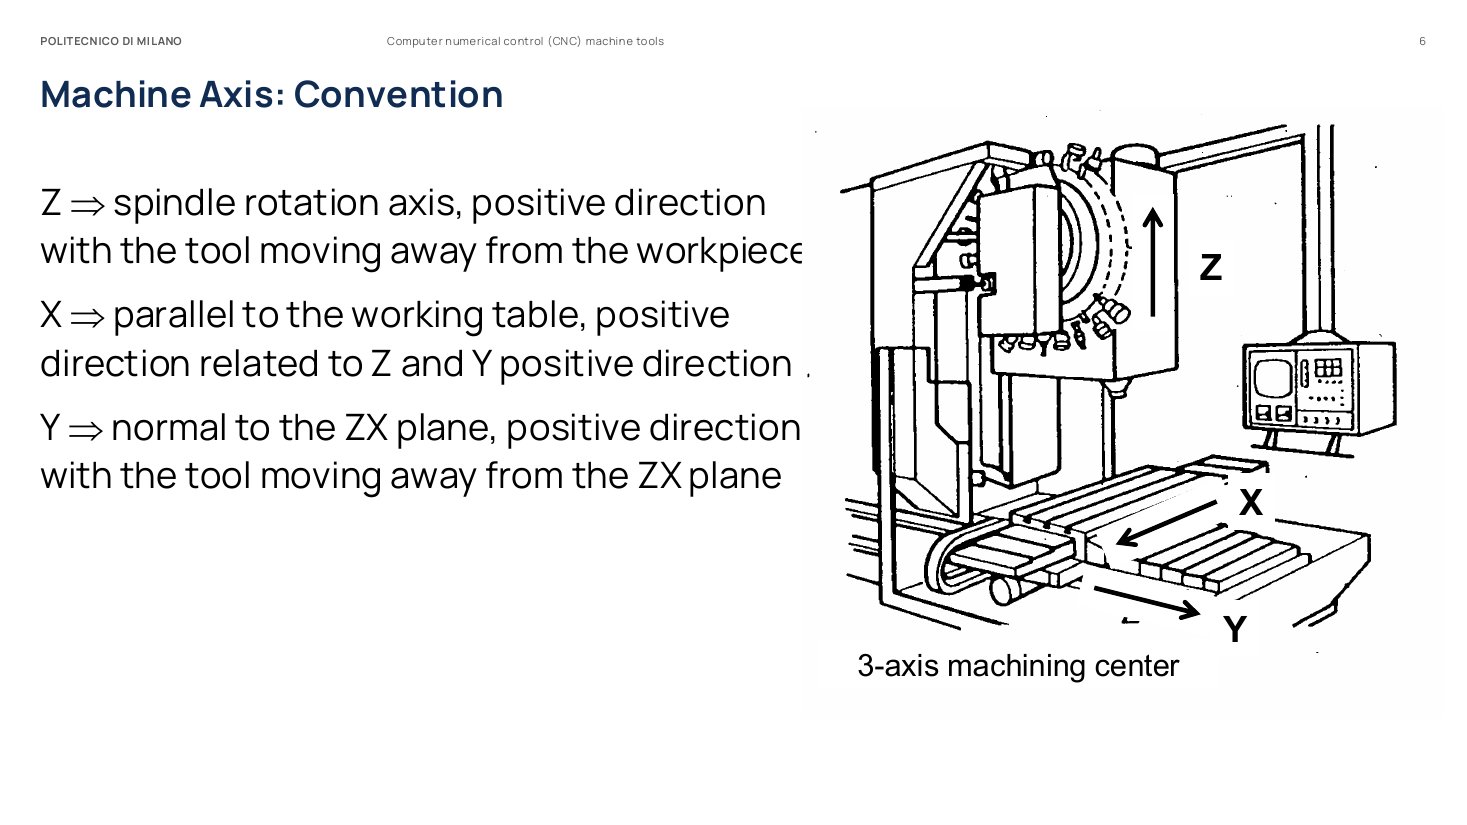 POLITECNICO DI MILANO
Computer numerical control (CNC) machine tools
6
Machine Axis: Convention
Z ⇒ spindle rotation axis, positive direction
with the tool moving away from the workpiece
X ⇒ parallel to the working table, positive
direction related to Z and Y positive direction
Y ⇒ normal to the ZX plane, positive direction
with the tool moving away from the ZX plane
Z
X
Y
3-axis machining center